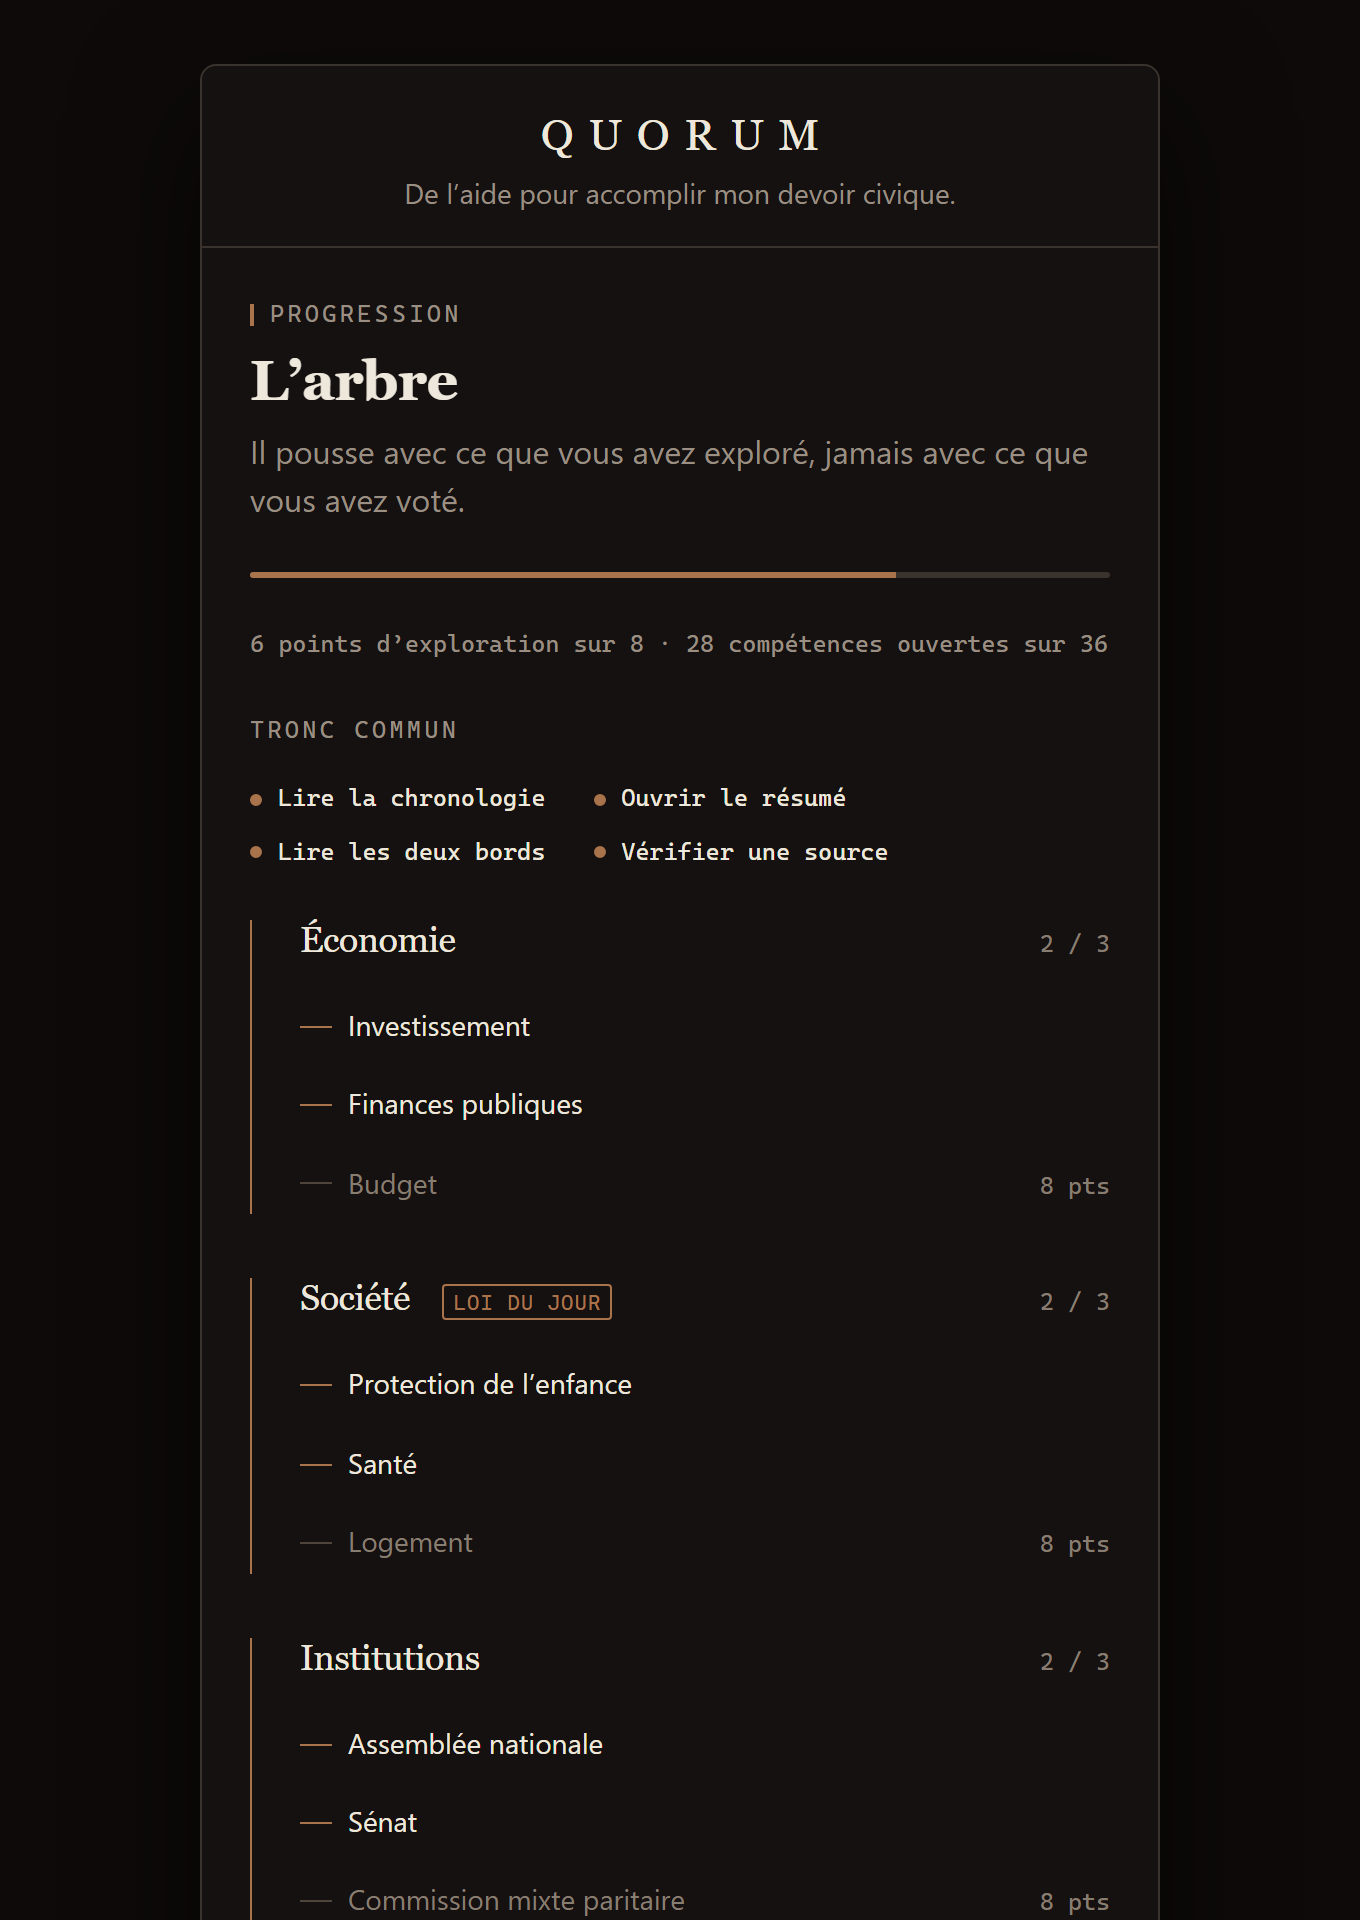 QUORUM
De l’aide pour accomplir mon devoir civique.
PROGRESSION
L’arbre
Il pousse avec ce que vous avez exploré, jamais avec ce que
vous avez voté.
6 points d’exploration sur 8 · 28 compétences ouvertes sur 36
TRONC COMMUN
Lire la chronologie Ouvrir le résumé
Lire les deux bords Vérifier une source
Économie 2 / 3
Investissement
Finances publiques
Budget 8 pts
Société LOI DU JOUR 2 / 3
Protection de l’enfance
Santé
Logement 8 pts
Institutions 2 / 3
Assemblée nationale
Sénat
Commission mixte paritaire 8 pts